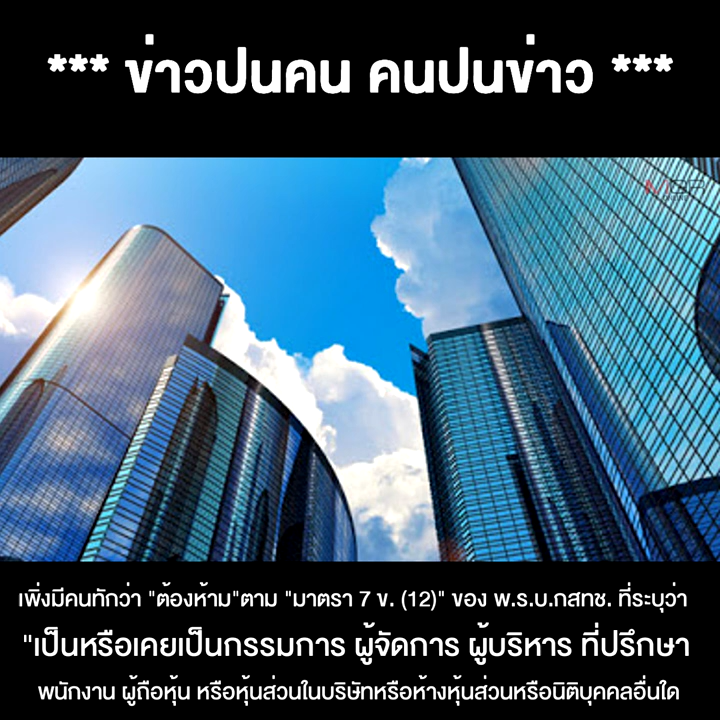 *** ข่าวปนคน คนปนข่าว ***
MGR
เพิ่งมีคนทักว่า "ต้องห้าม"ตาม "มาตรา 7 ข. (12)" ของ พ.ร.บ.กสทช. ที่ระบุว่า
"เป็นหรือเคยเป็นกรรมการ ผู้จัดการ ผู้บริหาร ที่ปรึกษา
พนักงาน ผู้ถือหุ้น หรือหุ้นส่วนในบริษัทหรือห้างหุ้นส่วนหรือนิติบุคคลอื่นใด